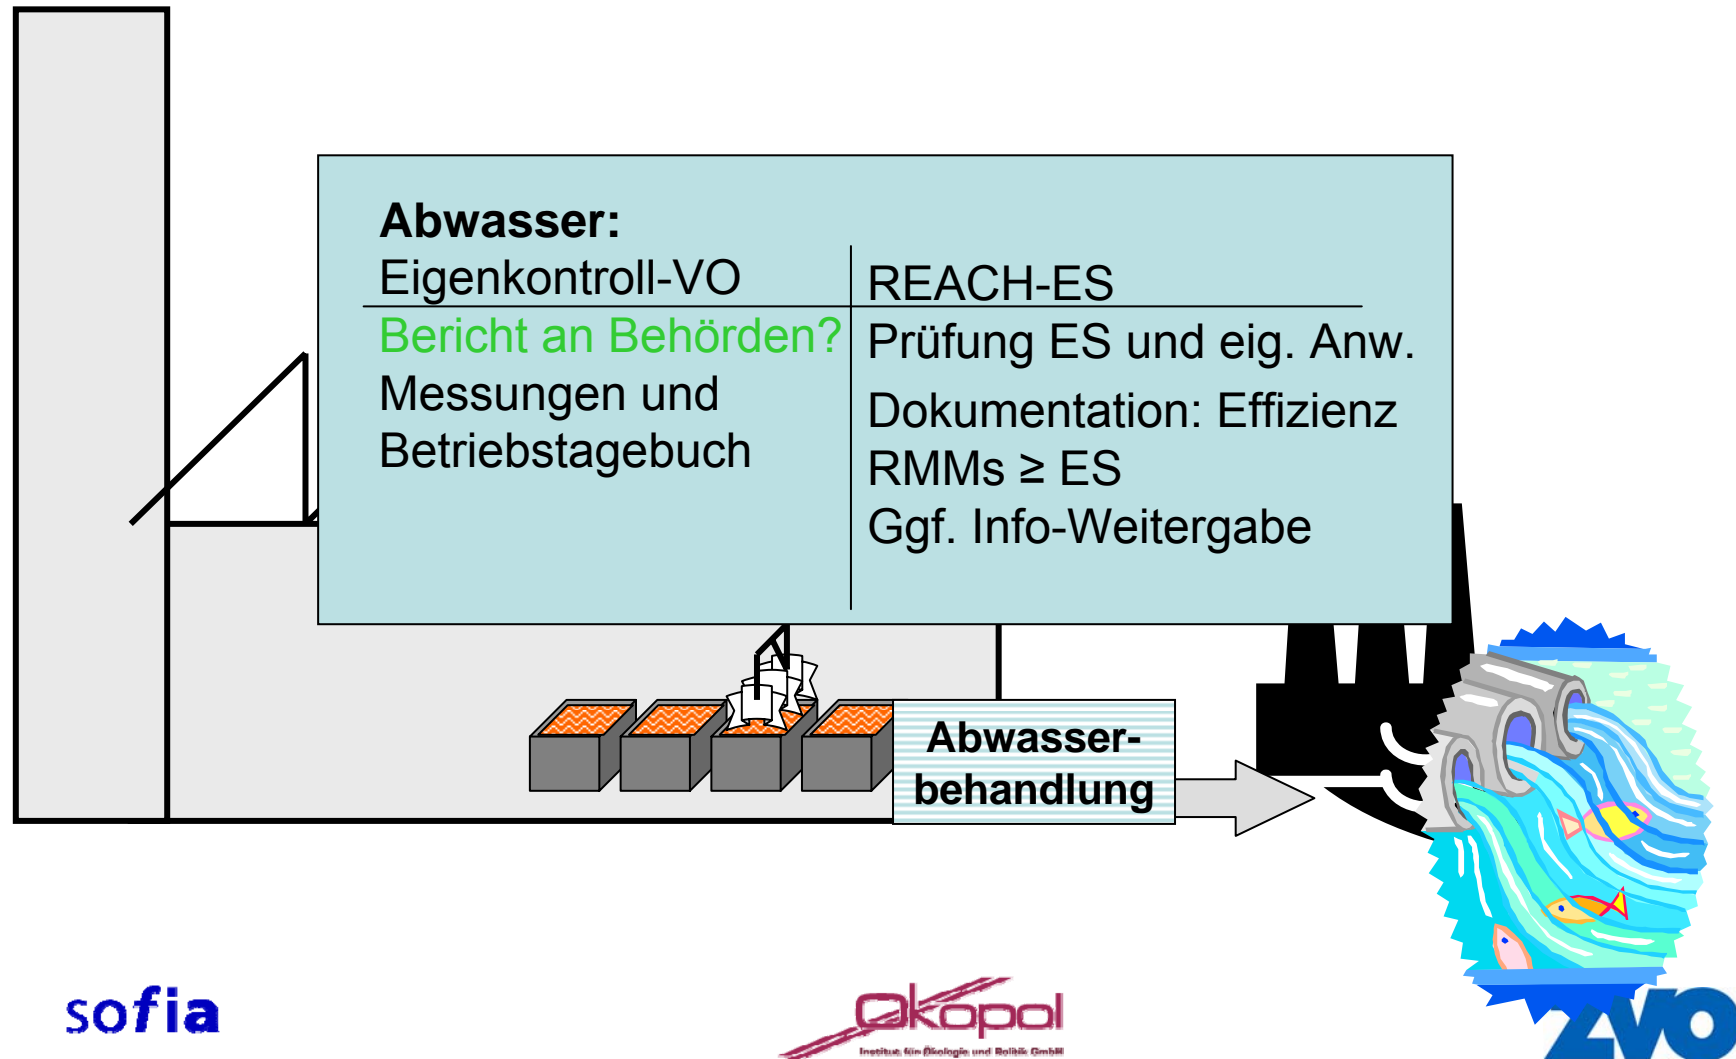 Abwasser:
Eigenkontroll-VO
Bericht an Behörden?
Messungen und
Betriebstagebuch
REACH-ES
Prüfung ES und eig. Anw.
Dokumentation: Effizienz
RMMs ≥ ES
Ggf. Info-Weitergabe
Abwasser-
behandlung
sofia
Ökopol
Institut für Ökologie und Politik GmbH
ZVO